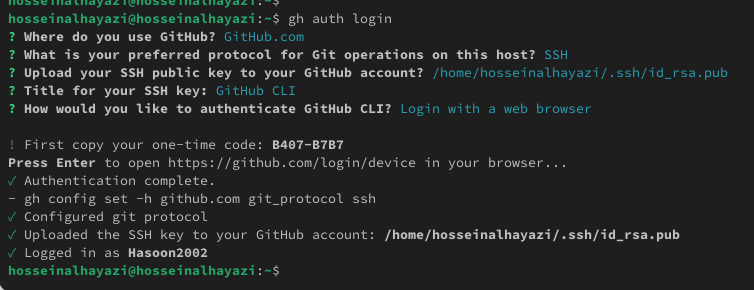 hosseinalhayazi@hosseinalhayazi:~$
hosseinalhayazi@hosseinalhayazi:~$ gh auth login
? Where do you use GitHub? GitHub.com
? What is your preferred protocol for Git operations on this host? SSH
? Upload your SSH public key to your GitHub account? /home/hosseinalhayazi/.ssh/id_rsa.pub
? Title for your SSH key: GitHub CLI
? How would you like to authenticate GitHub CLI? Login with a web browser
! First copy your one-time code: B407-B7B7
Press Enter to open https://github.com/login/device in your browser...
✓ Authentication complete.
- gh config set -h github.com git_protocol ssh
✓ Configured git protocol
✓ Uploaded the SSH key to your GitHub account: /home/hosseinalhayazi/.ssh/id_rsa.pub
✓ Logged in as Hasoon2002
hosseinalhayazi@hosseinalhayazi:~$